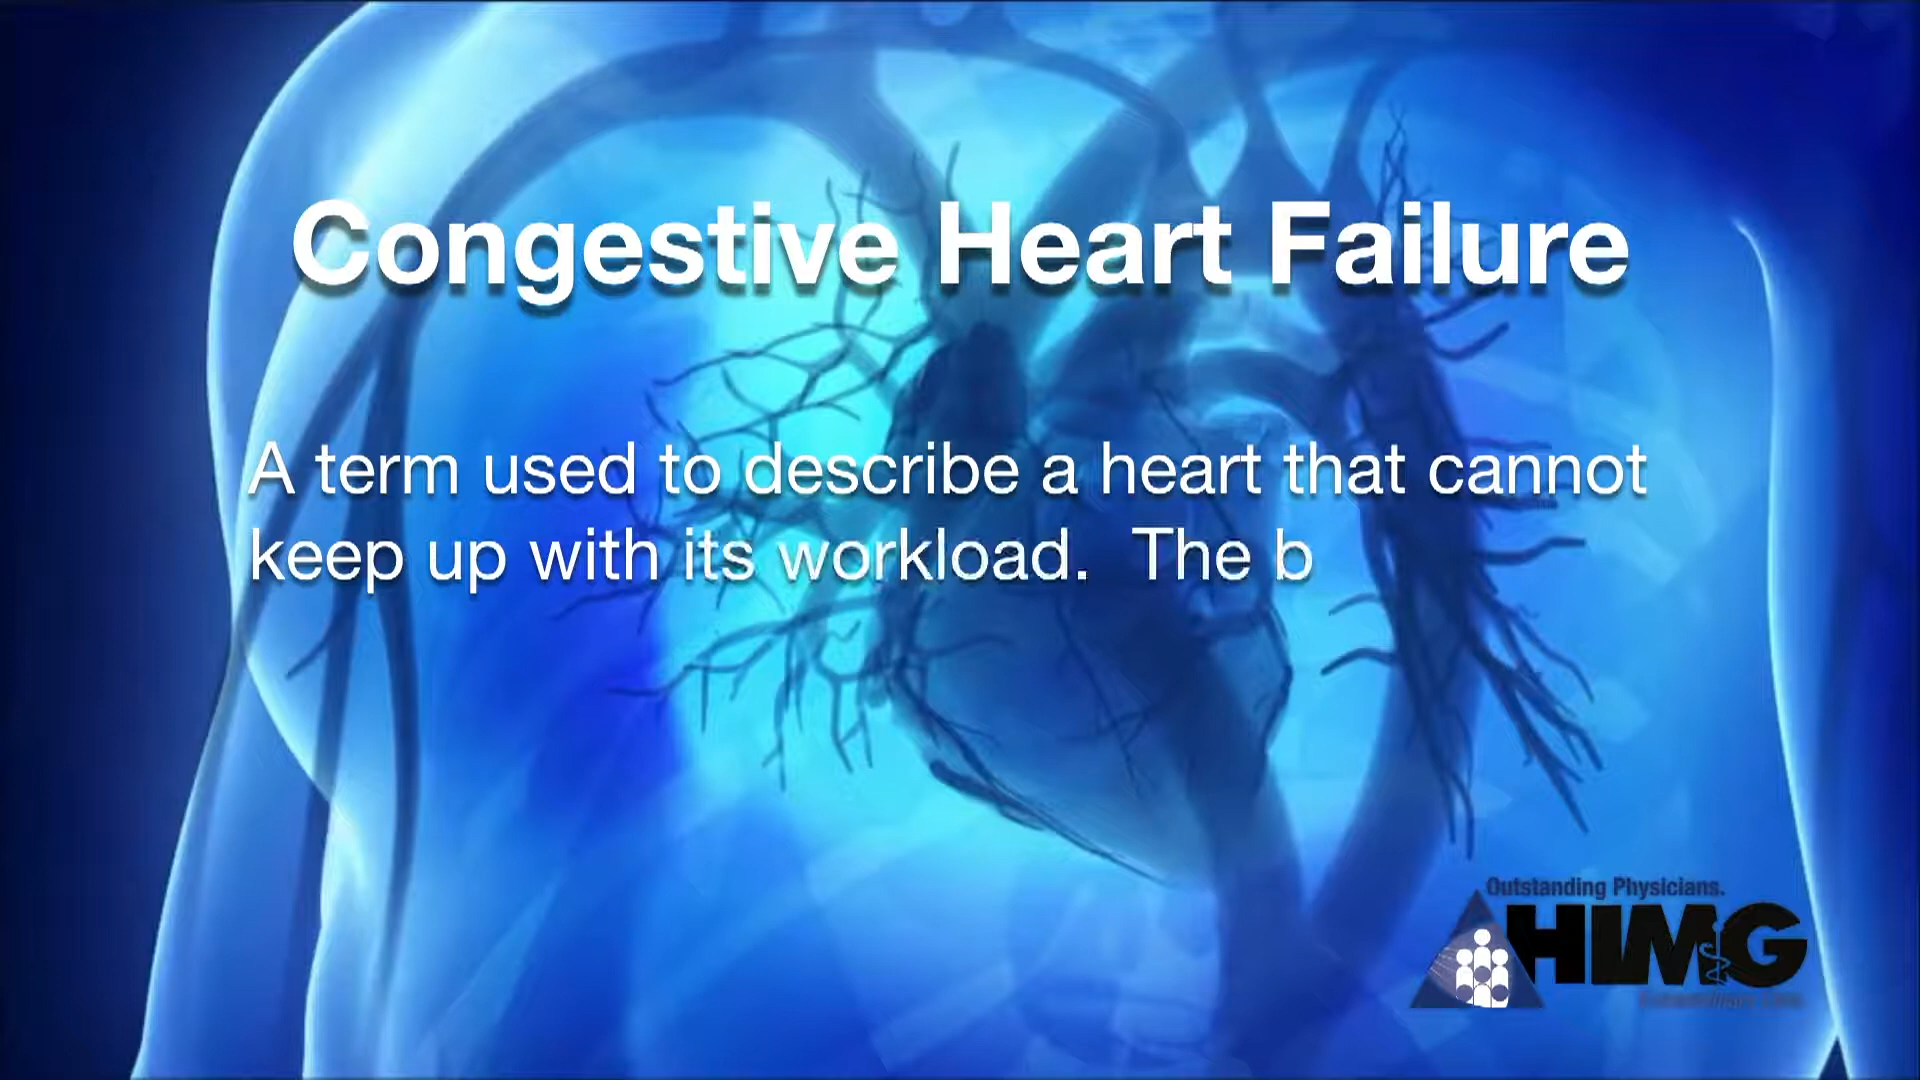 Congestive Heart Failure
A term used to describe a heart that cannot
keep up with its workload.  The b
Outstanding Physicians.
HIMG